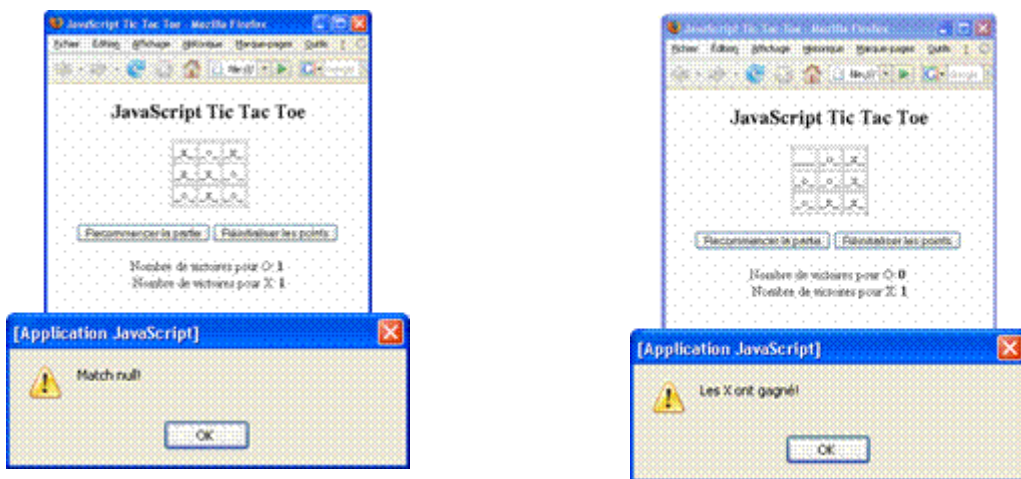 JavaScript Tic Tac Toe - Mozilla Firefox
Fichier Édition Affichage Historique Marque-pages Outils ?
JavaScript Tic Tac Toe
X O X
X X O
O X O
Recommencer la partie Réinitialiser les points
Nombre de victoires pour O: 1
Nombre de victoires pour X: 1
[Application JavaScript]
Match null!
OK
JavaScript Tic Tac Toe - Mozilla Firefox
Fichier Édition Affichage Historique Marque-pages Outils ?
JavaScript Tic Tac Toe
O X
O O X
O X X
Recommencer la partie Réinitialiser les points
Nombre de victoires pour O: 0
Nombre de victoires pour X: 1
[Application JavaScript]
Les X ont gagné!
OK